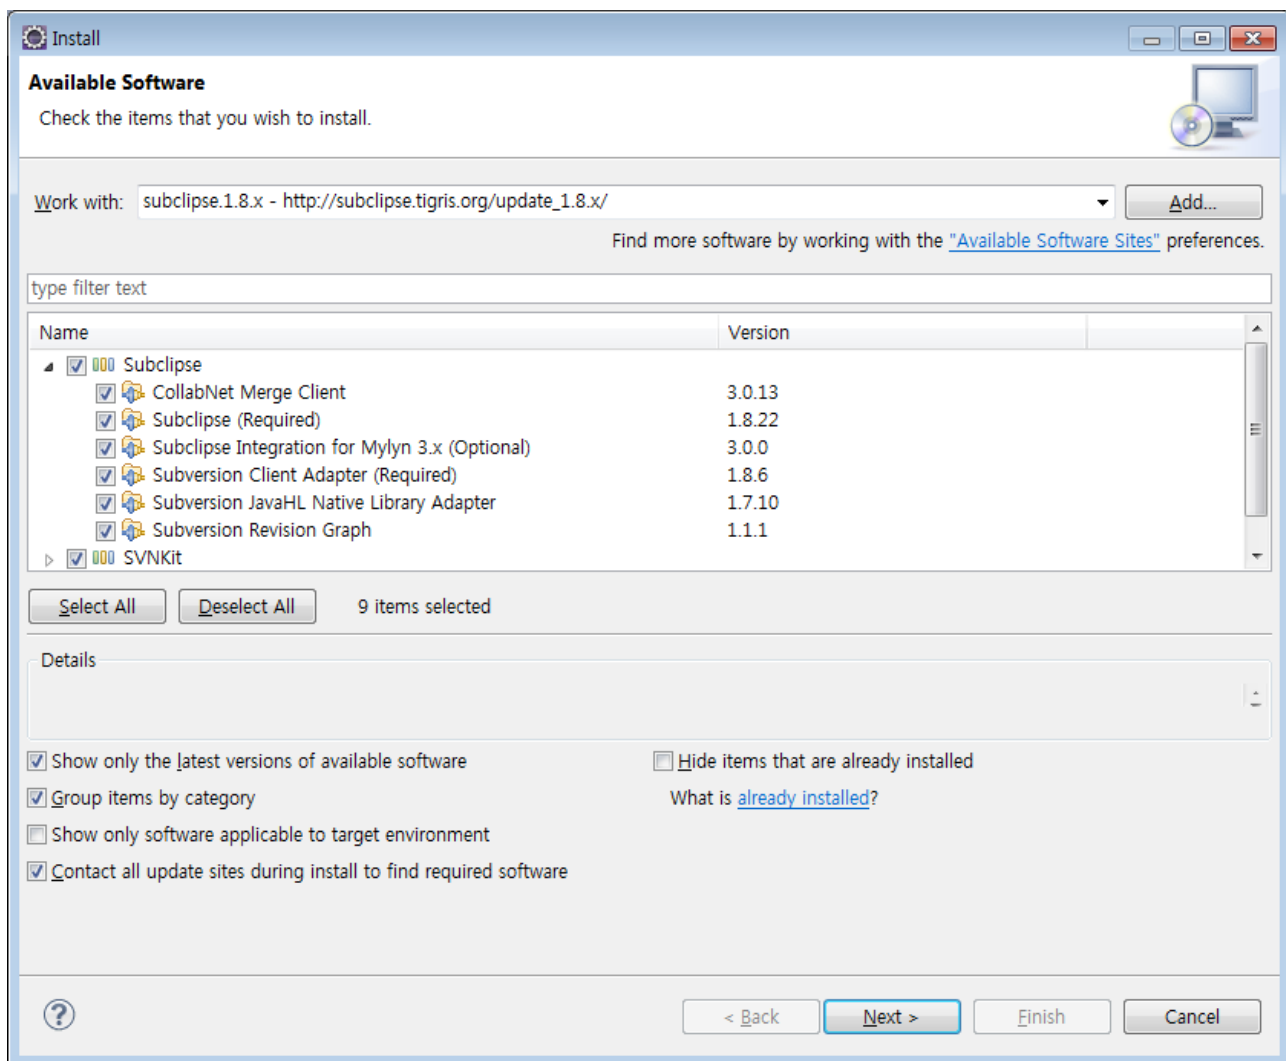 Install
Available Software
Check the items that you wish to install.
Work with: subclipse.1.8.x - http://subclipse.tigris.org/update_1.8.x/ Add...
Find more software by working with the "Available Software Sites" preferences.
type filter text
Name Version
Subclipse
CollabNet Merge Client 3.0.13
Subclipse (Required) 1.8.22
Subclipse Integration for Mylyn 3.x (Optional) 3.0.0
Subversion Client Adapter (Required) 1.8.6
Subversion JavaHL Native Library Adapter 1.7.10
Subversion Revision Graph 1.1.1
SVNKit
Select All Deselect All 9 items selected
Details
Show only the latest versions of available software Hide items that are already installed
Group items by category What is already installed?
Show only software applicable to target environment
Contact all update sites during install to find required software
? < Back Next > Finish Cancel